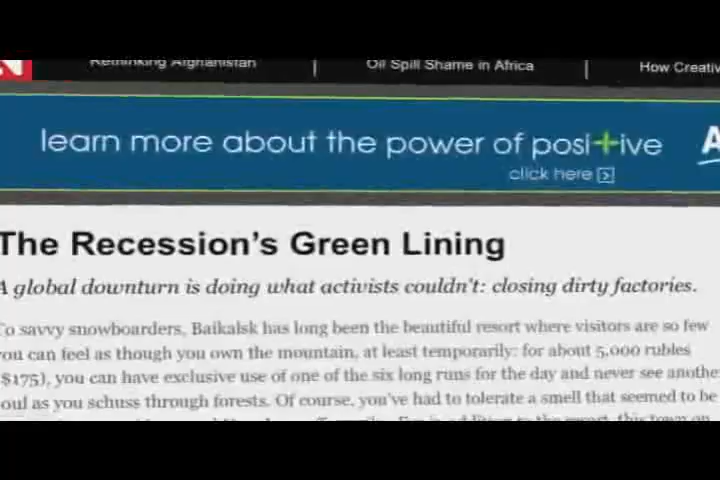 Rethinking Afghanistan | Oil Spill Shame in Africa | How Creativ
learn more about the power of posi+ive
click here
The Recession's Green Lining
A global downturn is doing what activists couldn't: closing dirty factories.
To savvy snowboarders, Baikalsk has long been the beautiful resort where visitors are so few
you can feel as though you own the mountain, at least temporarily: for about 5,000 rubles
$175), you can have exclusive use of one of the six long runs for the day and never see anothe
oul as you schuss through forests. Of course, you've had to tolerate a smell that seemed to be